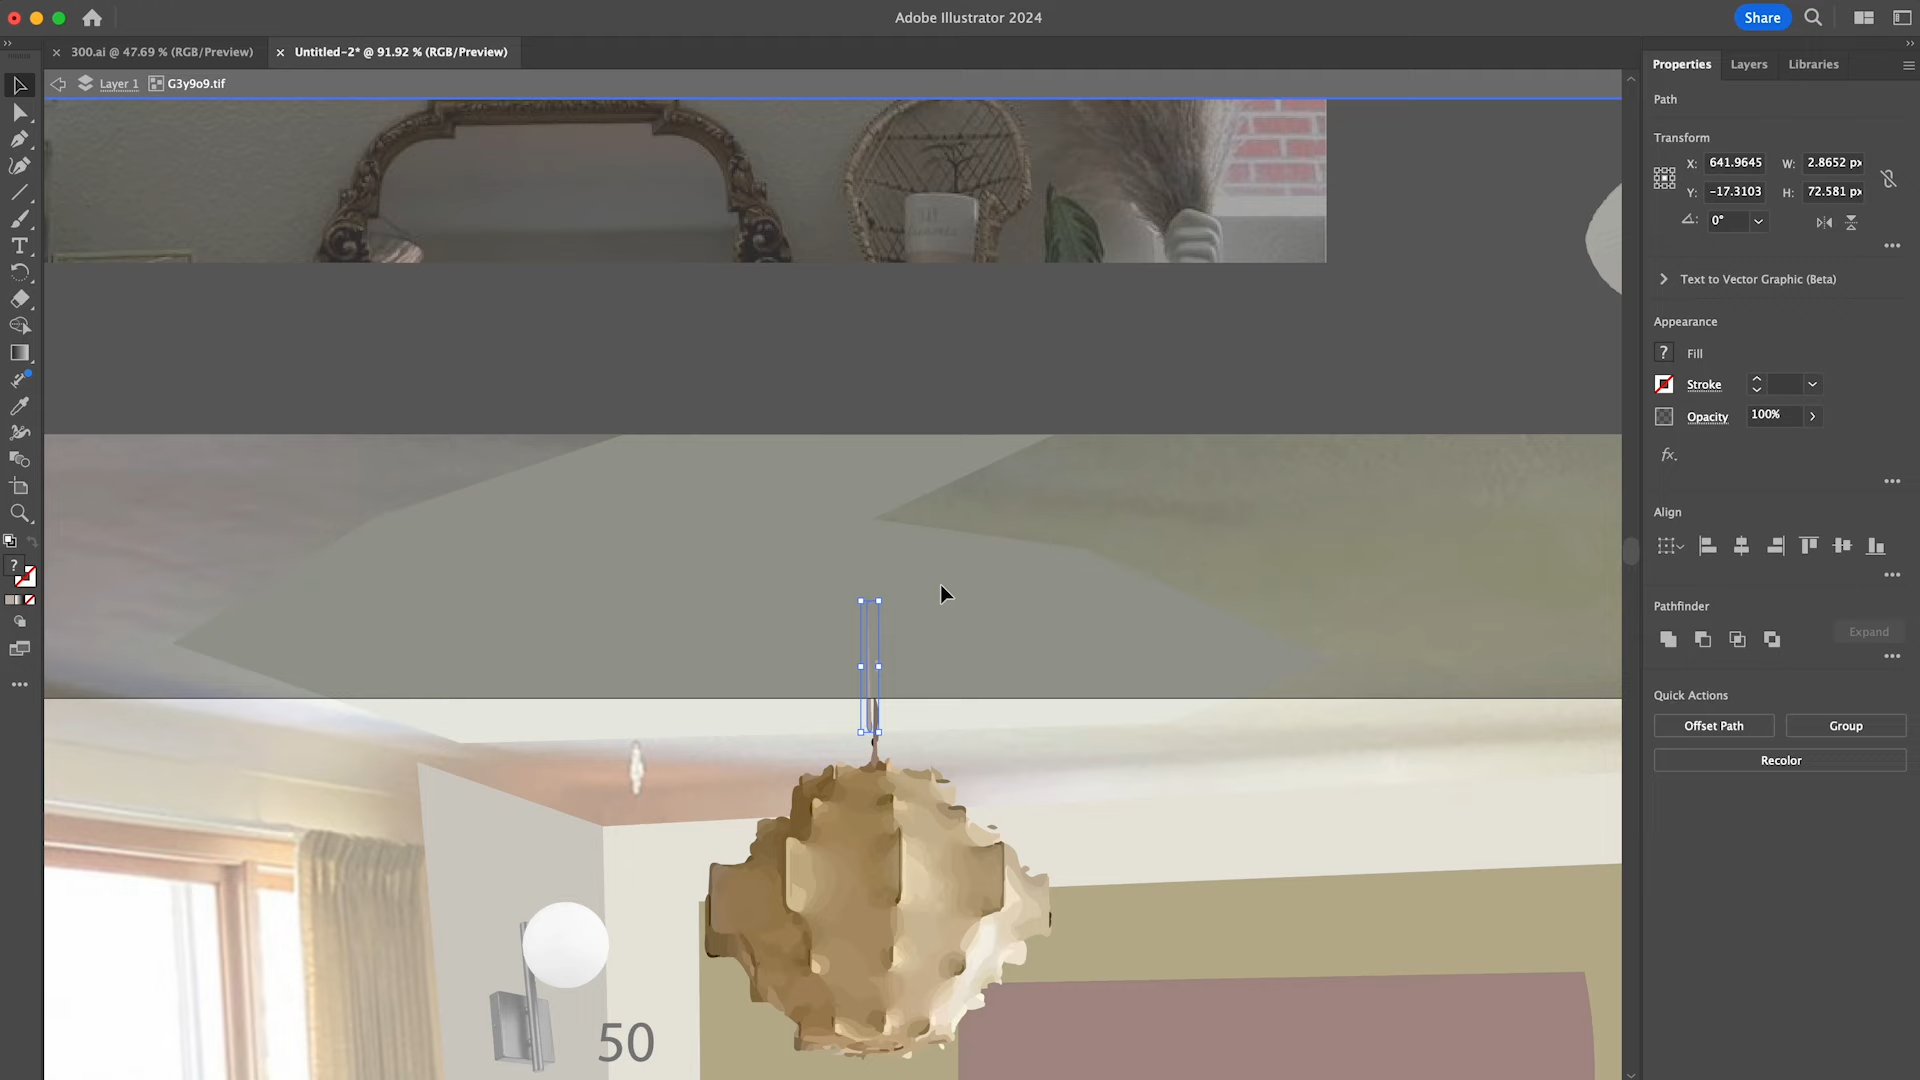 Adobe Illustrator 2024
Share
300.ai @ 47.69 % (RGB/Preview)
Untitled-2* @ 91.92 % (RGB/Preview)
Layer 1
G3y9o9.tif
Properties
Layers
Libraries
Path
Transform
X: 641.9645
W: 2.8652 px
Y: -17.3103
H: 72.581 px
0°
Text to Vector Graphic (Beta)
Appearance
? Fill
Stroke
Opacity
100%
fx.
Align
Pathfinder
Expand
Quick Actions
Offset Path
Group
Recolor
?
50